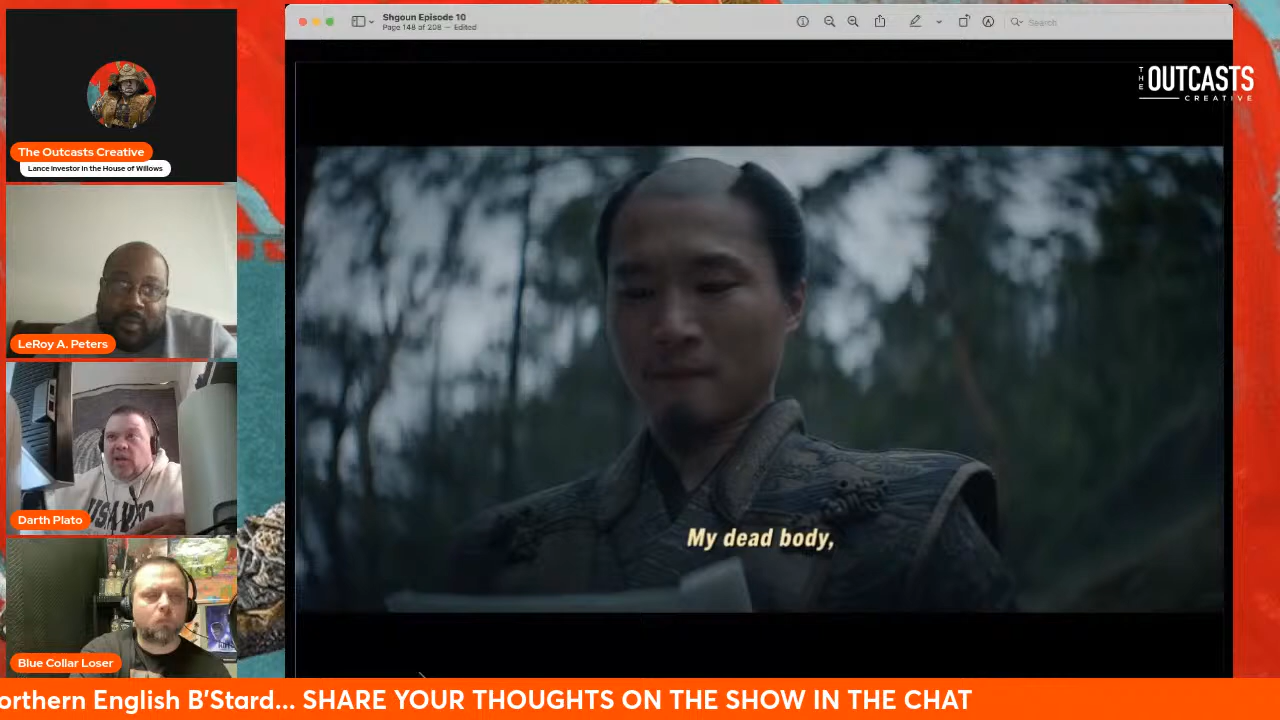 The Outcasts Creative
Lance Investor in the House of Willows
LeRoy A. Peters
Darth Plato
Blue Collar Loser
Shgoun Episode 10
Page 148 of 208 — Edited
Search
THE OUTCASTS
CREATIVE
My dead body,
orthern English B'Stard... SHARE YOUR THOUGHTS ON THE SHOW IN THE CHAT